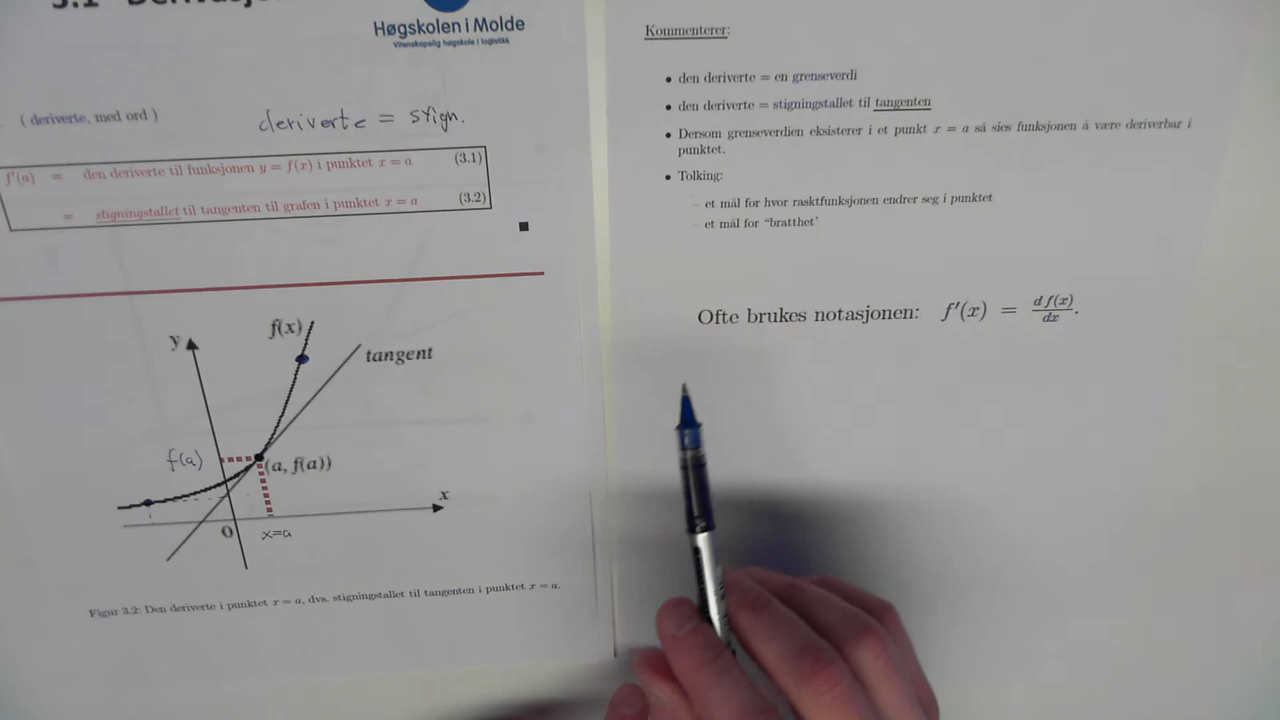 3.1
Høgskolen i Molde
Vitenskapelig høgskole i logistikk
( deriverte, med ord )
deriverte = stign.
f'(a) = den deriverte til funksjonen y = f(x) i punktet x = a (3.1)
= stigningstallet til tangenten til grafen i punktet x = a (3.2)
f(x)
y
tangent
f(a)
(a, f(a))
x
0
x=a
Figur 3.2: Den deriverte i punktet x = a, dvs. stigningstallet til tangenten i punktet x = a.
Kommenterer:
• den deriverte = en grenseverdi
• den deriverte = stigningstallet til tangenten
• Dersom grenseverdien eksisterer i et punkt x = a så sies funksjonen å være deriverbar i
punktet.
• Tolking:
– et mål for hvor rasktfunksjonen endrer seg i punktet
– et mål for "bratthet'
Ofte brukes notasjonen: f'(x) = d f(x)/dx.